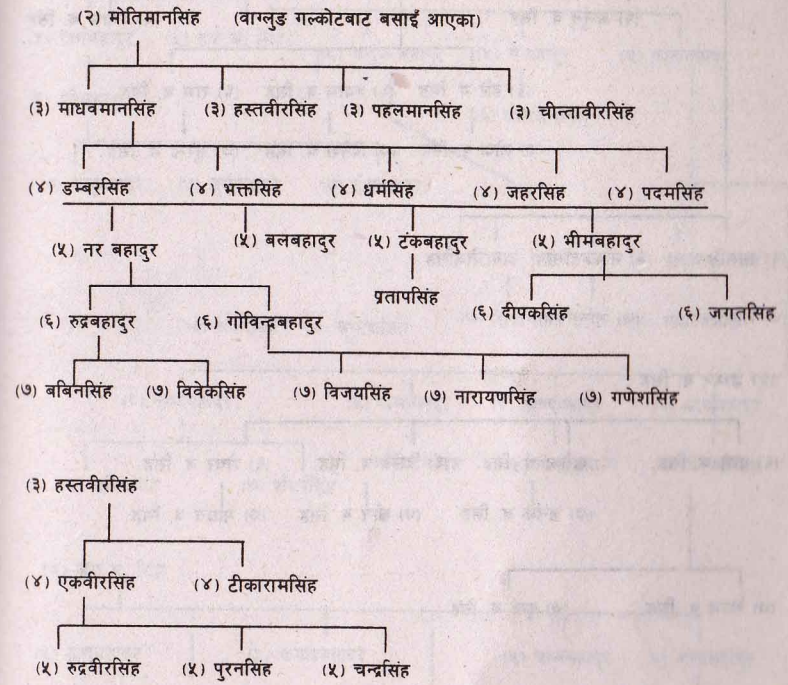 (२) मोतिमानसिंह (वाग्लुङ गल्कोटबाट बसाई आएका)
(३) माधवमानसिंह (३) हस्तवीरसिंह (३) पहलमानसिंह (३) चीन्तावीरसिंह
(४) डम्बरसिंह (४) भक्तसिंह (४) धर्मसिंह (४) जहरसिंह (४) पदमसिंह
(५) नर बहादुर (५) बलबहादुर (५) टंकबहादुर (५) भीमबहादुर
प्रतापसिंह (६) दीपकसिंह (६) जगतसिंह
(६) रुद्रबहादुर (६) गोविन्द्रबहादुर
(७) बबिनसिंह (७) विवेकसिंह (७) विजयसिंह (७) नारायणसिंह (७) गणेशसिंह
(३) हस्तवीरसिंह
(४) एकवीरसिंह (४) टीकारामसिंह
(५) रुद्रवीरसिंह (५) पुरनसिंह (५) चन्द्रसिंह